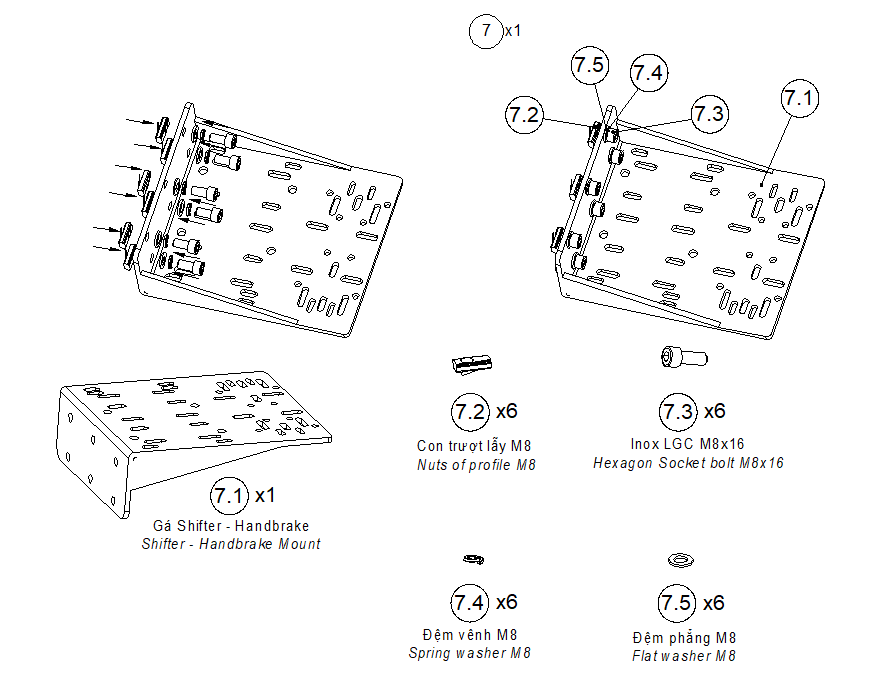 7 x1
7.5
7.4
7.2
7.3
7.1
7.2 x6
Con trượt lẫy M8
Nuts of profile M8
7.3 x6
Inox LGC M8x16
Hexagon Socket bolt M8x16
7.1 x1
Gá Shifter - Handbrake
Shifter - Handbrake Mount
7.4 x6
Đệm vênh M8
Spring washer M8
7.5 x6
Đệm phẳng M8
Flat washer M8